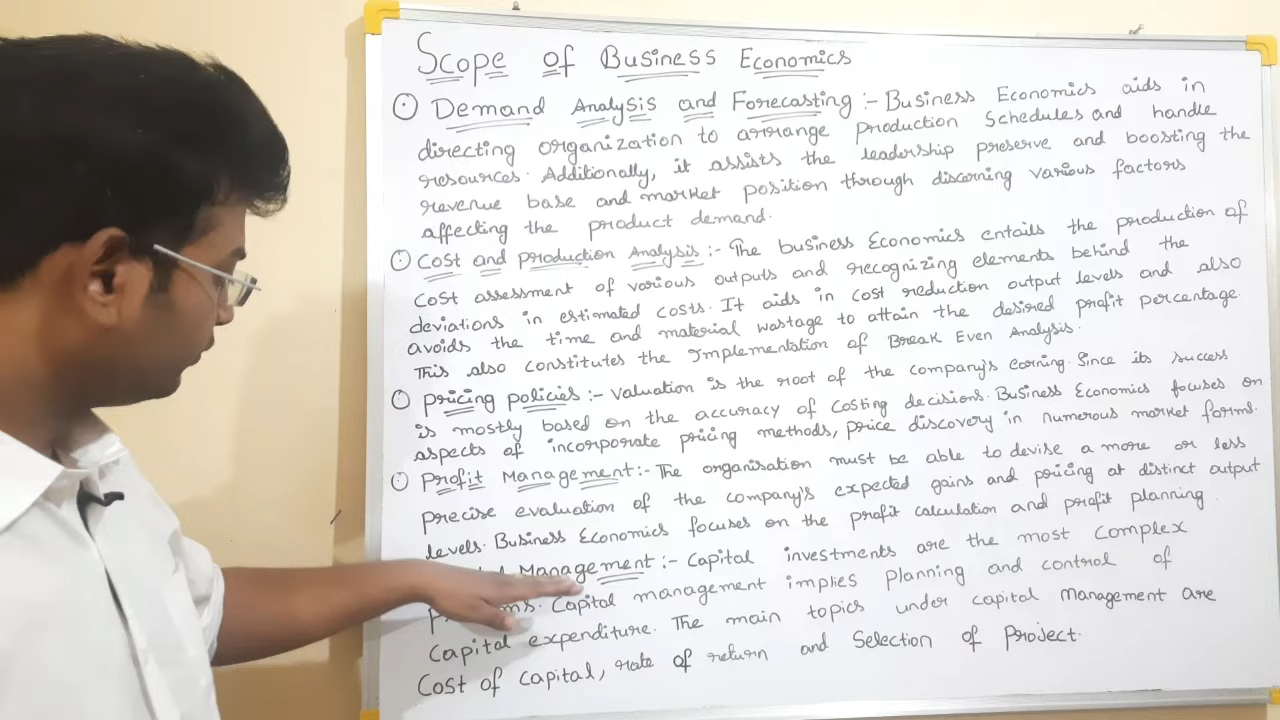 Scope of Business Economics
Demand Analysis and Forecasting :- Business Economics aids in
directing organization to arrange production Schedules and handle
resources. Additionally, it assists the leadership preserve and boosting the
revenue base and market position through discerning various factors
affecting the product demand.
Cost and production Analysis :- The business Economics entails the production of
cost assessment of various outputs and recognizing elements behind the
deviations in estimated costs. It aids in cost reduction output levels and also
avoids the time and material wastage to attain the desired profit percentage.
This also constitutes the Implementation of Break Even Analysis.
pricing policies :- Valuation is the root of the company's earning. Since its success
is mostly based on the accuracy of costing decisions. Business Economics focuses on
aspects of incorporate pricing methods, price discovery in numerous market forms.
Profit Management :- The organisation must be able to devise a more or less
precise evaluation of the company's expected gains and pricing at distinct output
levels. Business Economics focuses on the profit calculation and profit planning.
Management :- Capital investments are the most Complex
Capital management implies planning and control of
Capital expenditure. The main topics under capital Management are
Cost of capital, rate of return and Selection of Project.